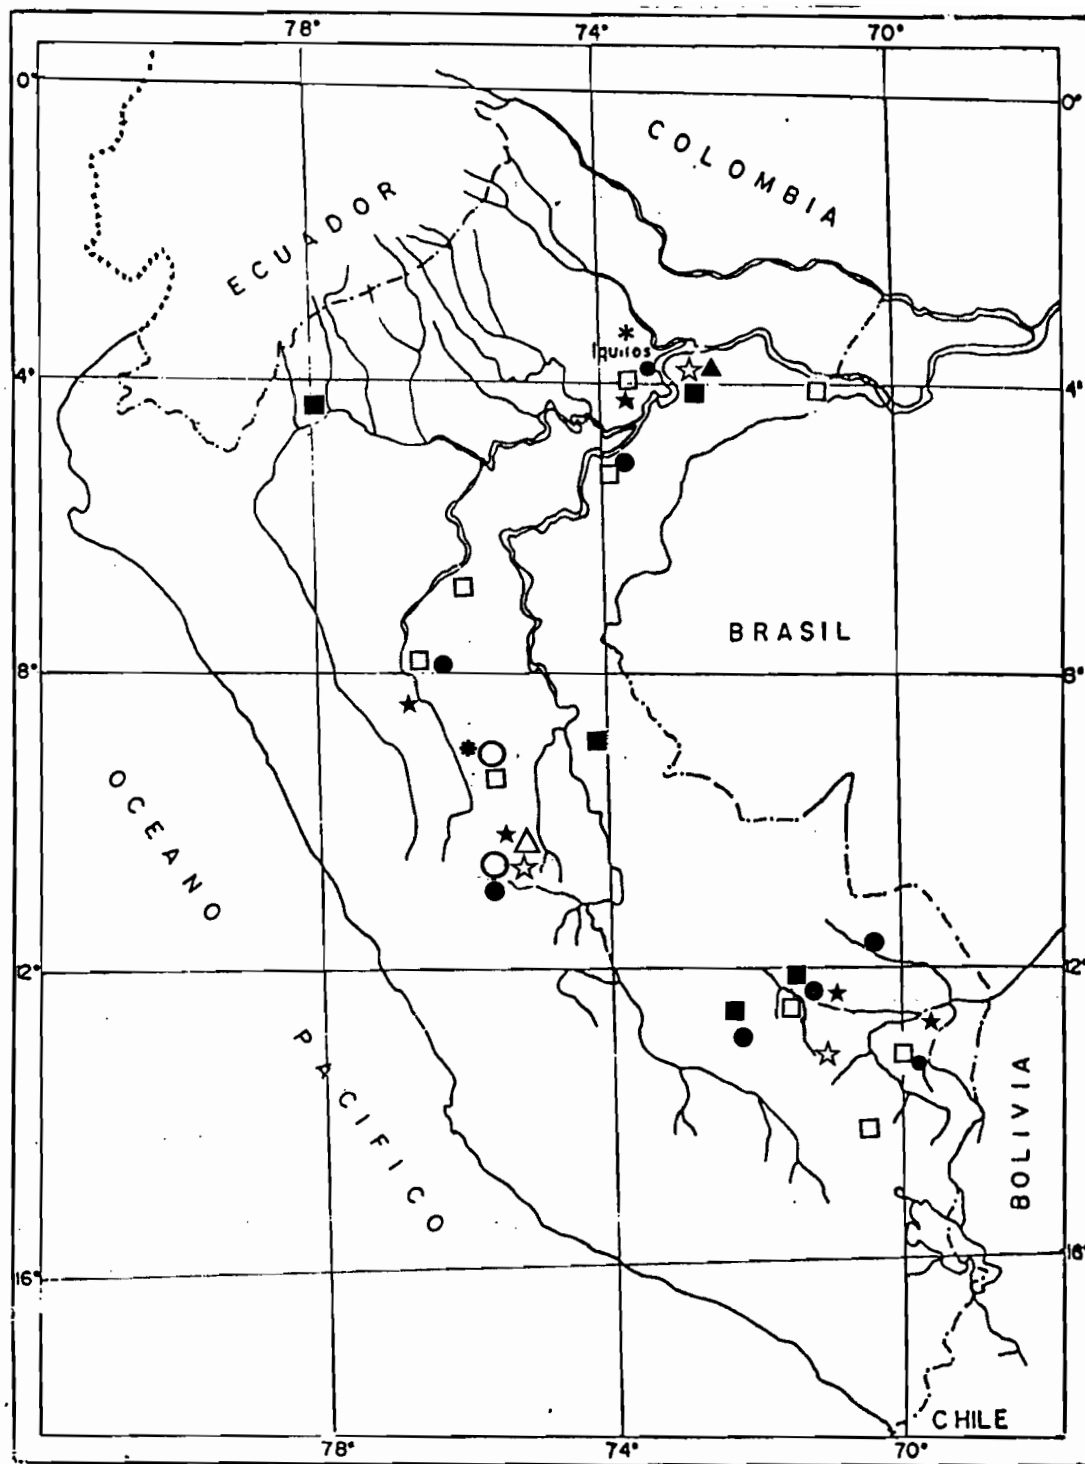 78° 74° 70°
0° 0°
COLOMBIA
ECUADOR
Iquitos
4° 4°
BRASIL
8° 8°
OCEANO
12° 12°
PACIFICO
BOLIVIA
16° 16°
CHILE
78° 74° 70°